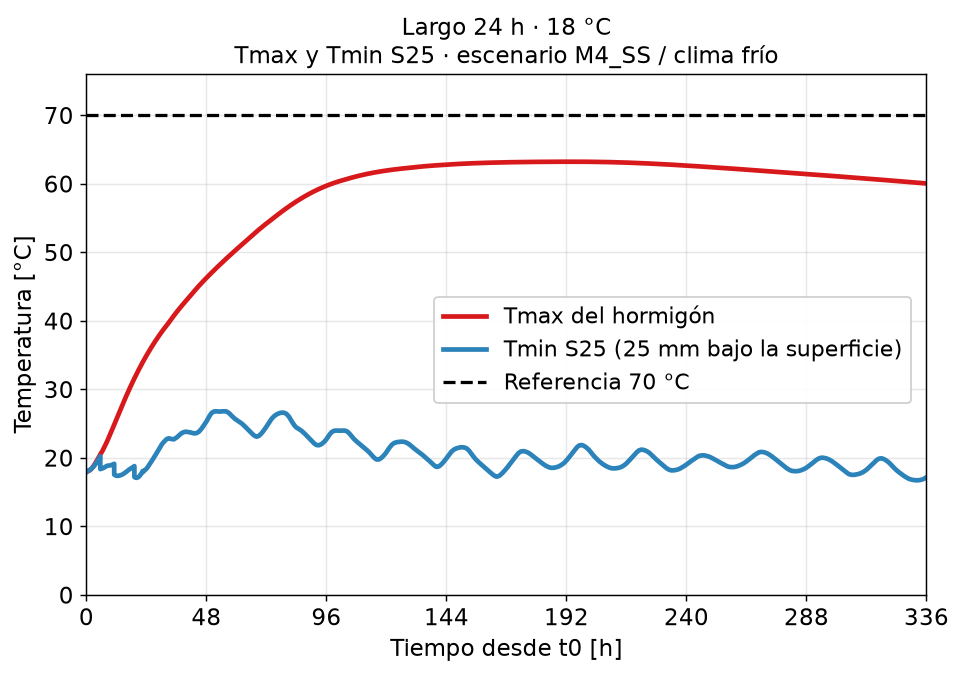 Largo 24 h · 18 °C
Tmax y Tmin S25 · escenario M4_SS / clima frío
Temperatura [°C]
70
60
50
40
30
20
10
0
Tmax del hormigón
Tmin S25 (25 mm bajo la superficie)
Referencia 70 °C
0 48 96 144 192 240 288 336
Tiempo desde t0 [h]